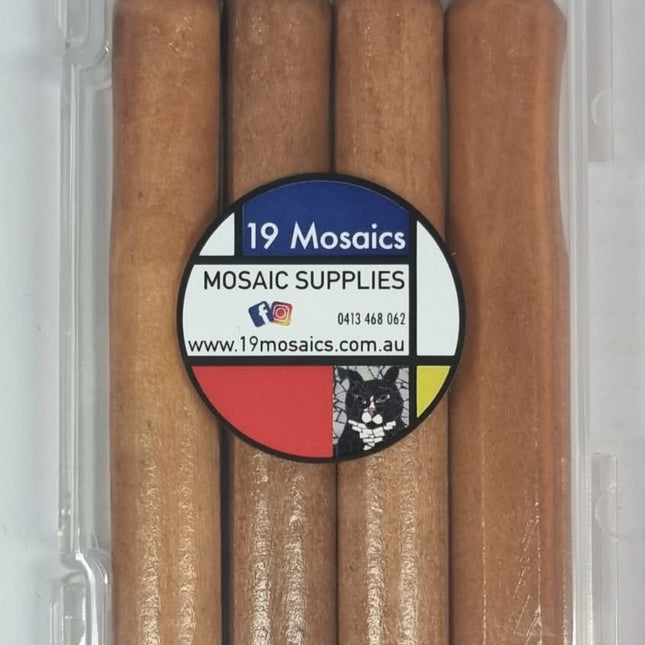 19 Mosaics
MOSAIC SUPPLIES
0413 468 062
www.19mosaics.com.au